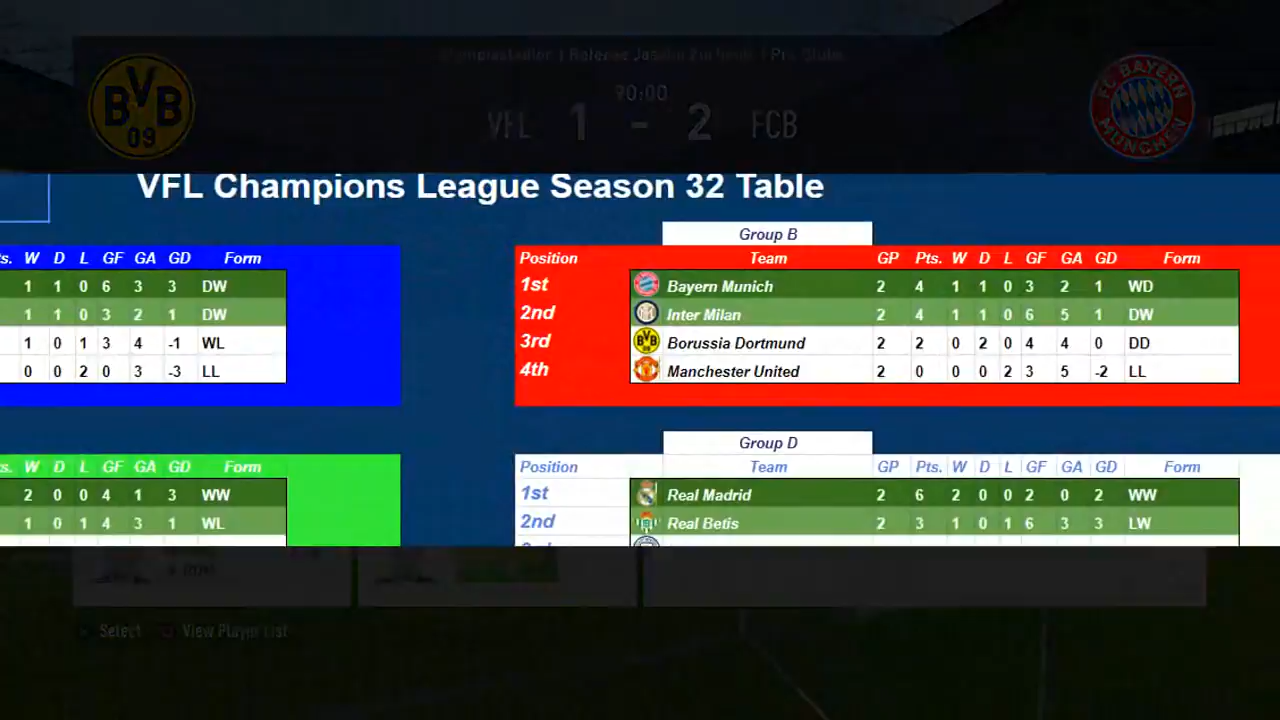 90:00
VFL 1 - 2 FCB
BVB
09
FC BAYERN
MÜNCHEN
VFL Champions League Season 32 Table
Group B
W D L GF GA GD Form
1 1 0 6 3 3 DW
1 1 0 3 2 1 DW
1 0 1 3 4 -1 WL
0 0 2 0 3 -3 LL
Position Team GP Pts. W D L GF GA GD Form
1st Bayern Munich 2 4 1 1 0 3 2 1 WD
2nd Inter Milan 2 4 1 1 0 6 5 1 DW
3rd Borussia Dortmund 2 2 0 2 0 4 4 0 DD
4th Manchester United 2 0 0 0 2 3 5 -2 LL
Group D
W D L GF GA GD Form
2 0 0 4 1 3 WW
1 0 1 4 3 1 WL
Position Team GP Pts. W D L GF GA GD Form
1st Real Madrid 2 6 2 0 0 2 0 2 WW
2nd Real Betis 2 3 1 0 1 6 3 3 LW
Select View Player List